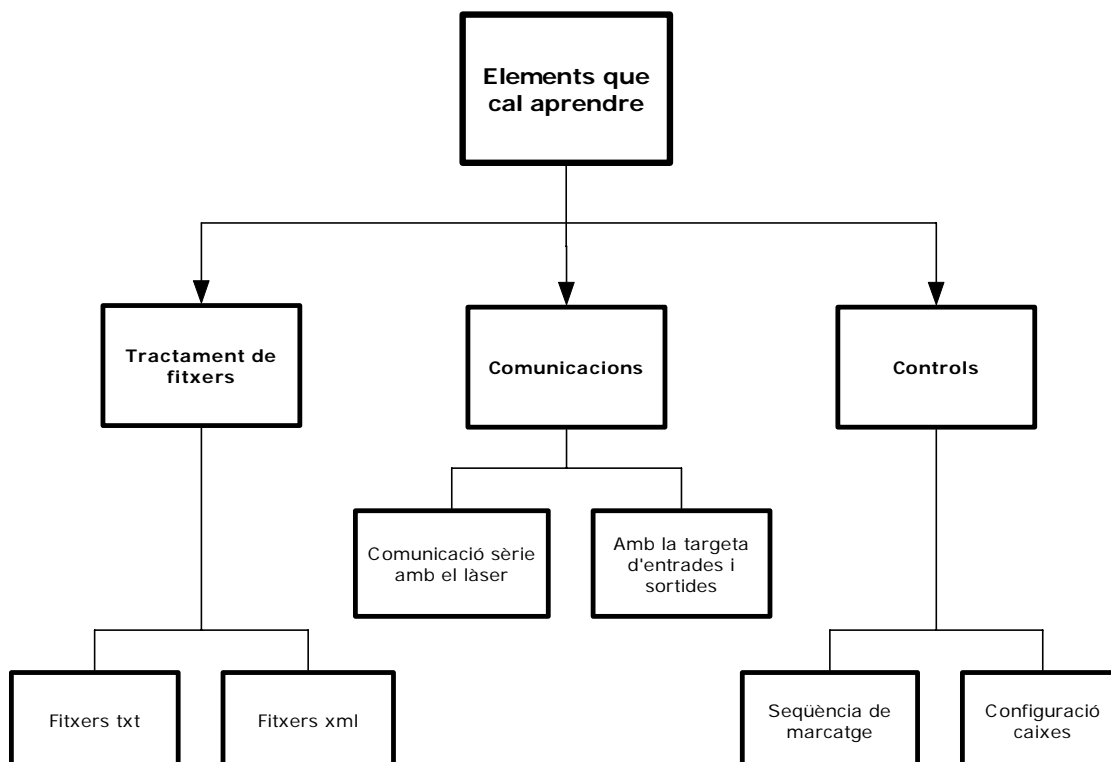 Elements que
cal aprendre
Tractament de
fitxers
Comunicacions
Controls
Comunicació sèrie
amb el làser
Amb la targeta
d'entrades i
sortides
Fitxers txt
Fitxers xml
Seqüència de
marcatge
Configuració
caixes